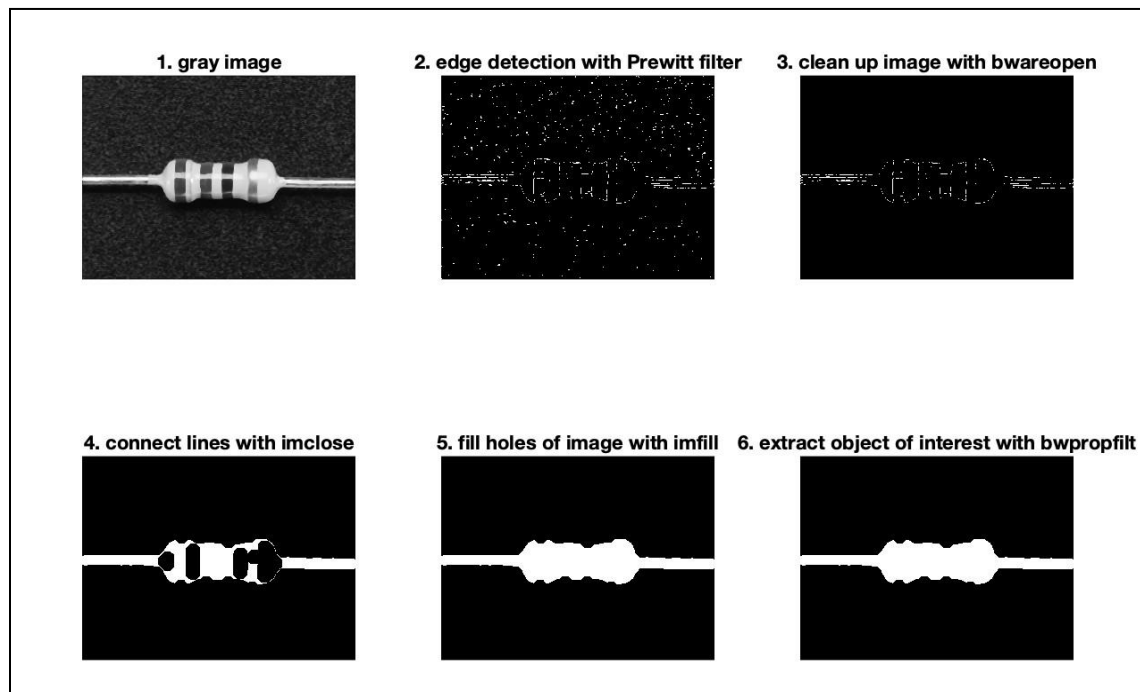 1. gray image
2. edge detection with Prewitt filter
3. clean up image with bwareopen
4. connect lines with imclose
5. fill holes of image with imfill
6. extract object of interest with bwpropfilt